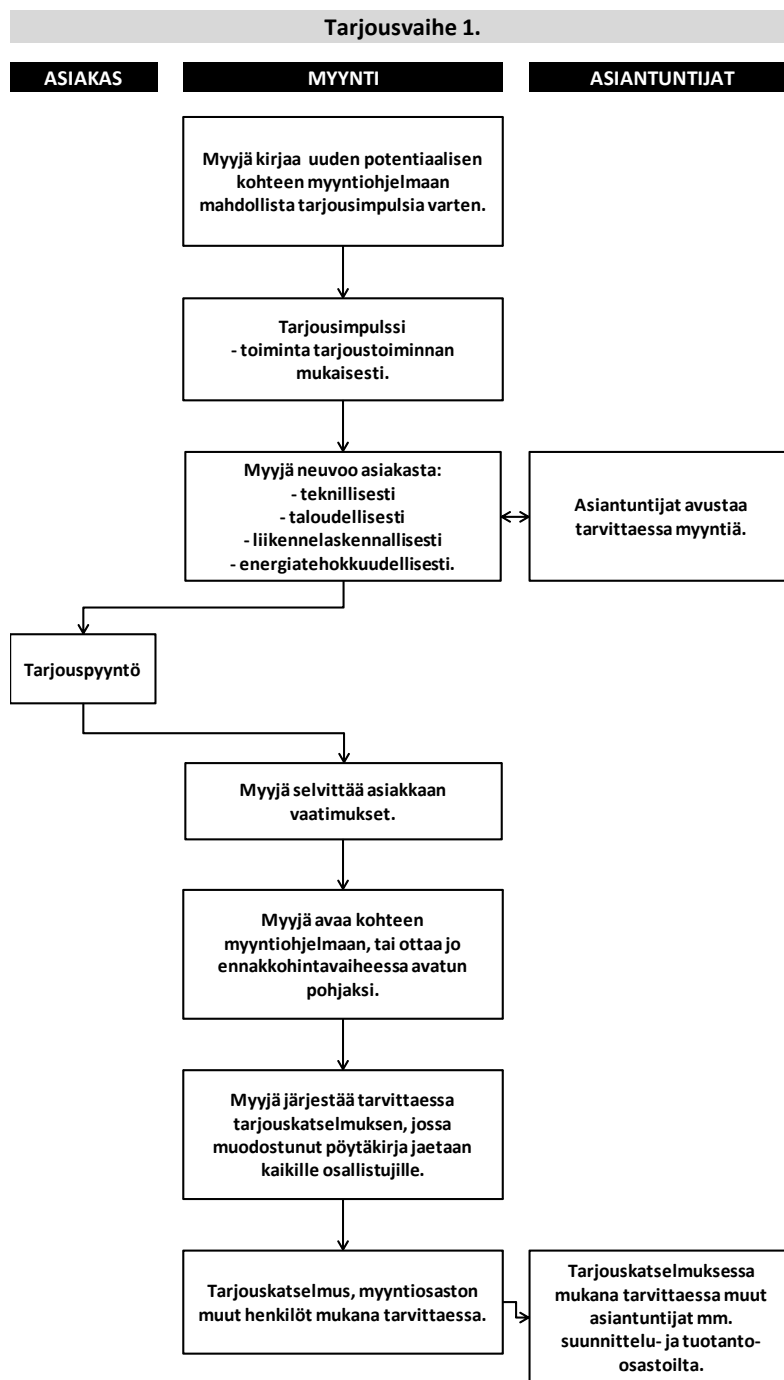 Tarjousvaihe 1.
ASIAKAS
MYYNTI
ASIANTUNTIJAT
Myyjä kirjaa uuden potentiaalisen
kohteen myyntiohjelmaan
mahdollista tarjousimpulsia varten.
Tarjousimpulssi
- toiminta tarjoustoiminnan
mukaisesti.
Myyjä neuvoo asiakasta:
- teknillisesti
- taloudellisesti
- liikennelaskennallisesti
- energiatehokkuudellisesti.
Asiantuntijat avustaa
tarvittaessa myyntiä.
Tarjouspyyntö
Myyjä selvittää asiakkaan
vaatimukset.
Myyjä avaa kohteen
myyntiohjelmaan, tai ottaa jo
ennakkohintavaiheessa avatun
pohjaksi.
Myyjä järjestää tarvittaessa
tarjouskatselmuksen, jossa
muodostunut pöytäkirja jaetaan
kaikille osallistujille.
Tarjouskatselmus, myyntiosaston
muut henkilöt mukana tarvittaessa.
Tarjouskatselmuksessa
mukana tarvittaessa muut
asiantuntijat mm.
suunnittelu- ja tuotanto-
osastoilta.